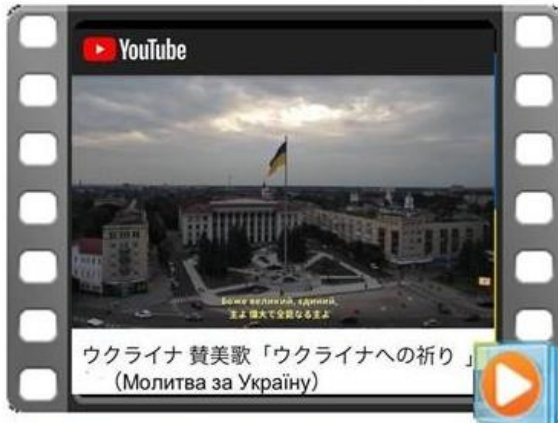 YouTube
Боже великий, єдиний,
主よ 偉大で全能なる主よ
ウクライナ 賛美歌「ウクライナへの祈り 」
(Молитва за Україну)